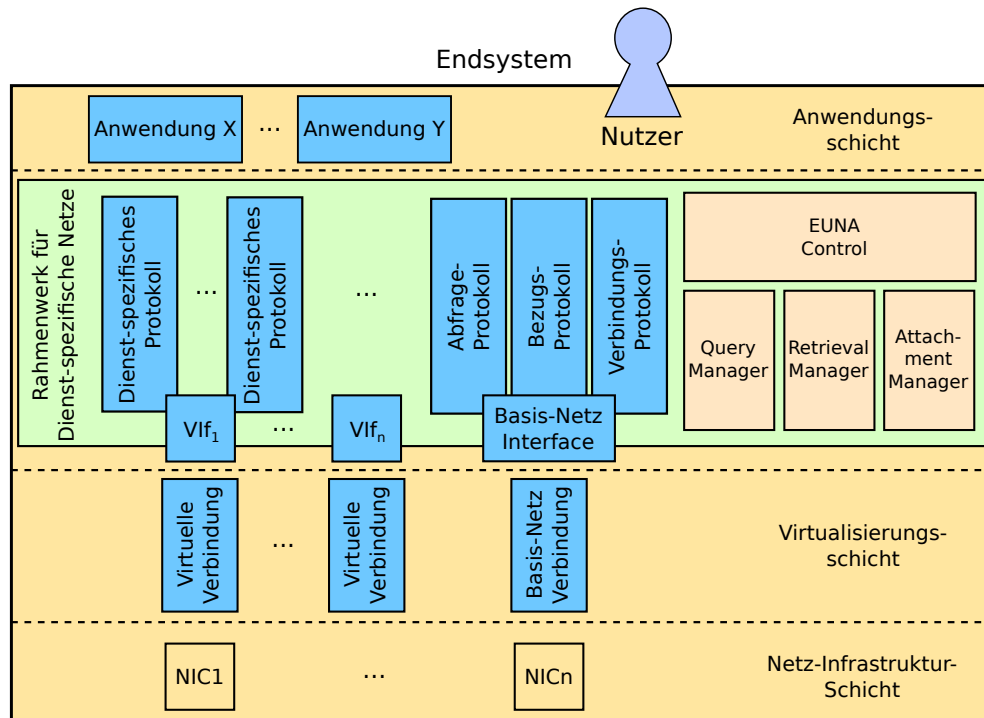 Endsystem
Nutzer
Anwendung X
...
Anwendung Y
Anwendungs-
schicht
Rahmenwerk für
Dienst-spezifische Netze
Dienst-spezifisches
Protokoll
...
Dienst-spezifisches
Protokoll
...
Abfrage-
Protokoll
Bezugs-
Protokoll
Verbindungs-
Protokoll
EUNA
Control
Query
Manager
Retrieval
Manager
Attach-
ment
Manager
VIf1
...
VIfn
Basis-Netz
Interface
Virtuelle
Verbindung
...
Virtuelle
Verbindung
Basis-Netz
Verbindung
Virtualisierungs-
schicht
NIC1
...
NICn
Netz-Infrastruktur-
Schicht